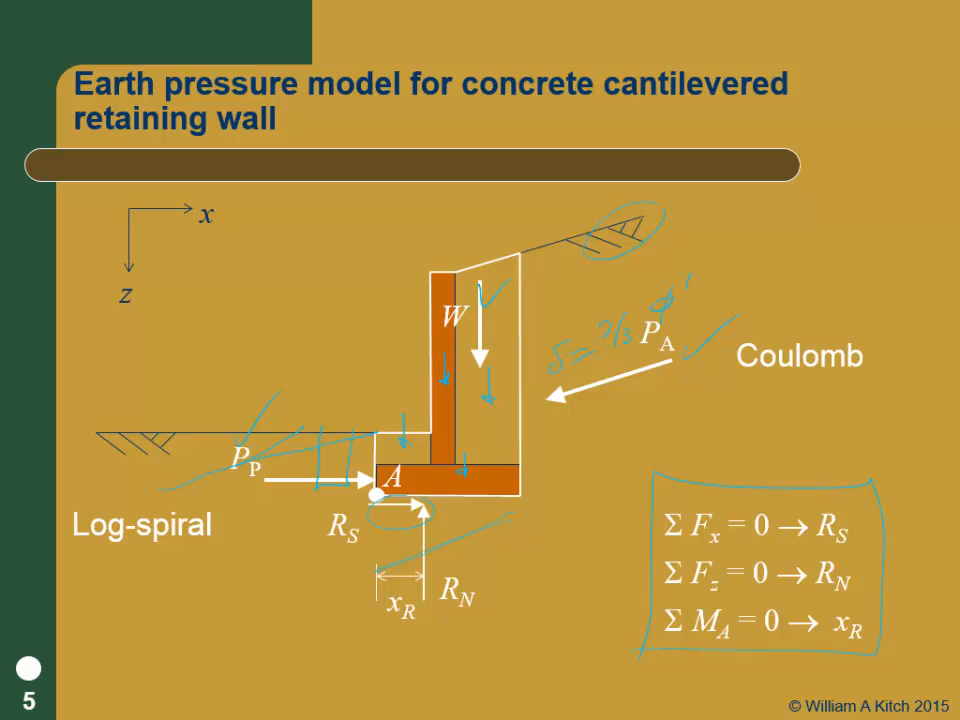 Earth pressure model for concrete cantilevered
retaining wall
x
z
W
δ = 2/3 φ'
P_A
Coulomb
P_P
A
Log-spiral
R_S
x_R
R_N
Σ F_x = 0 → R_S
Σ F_z = 0 → R_N
Σ M_A = 0 → x_R
5
© William A Kitch 2015